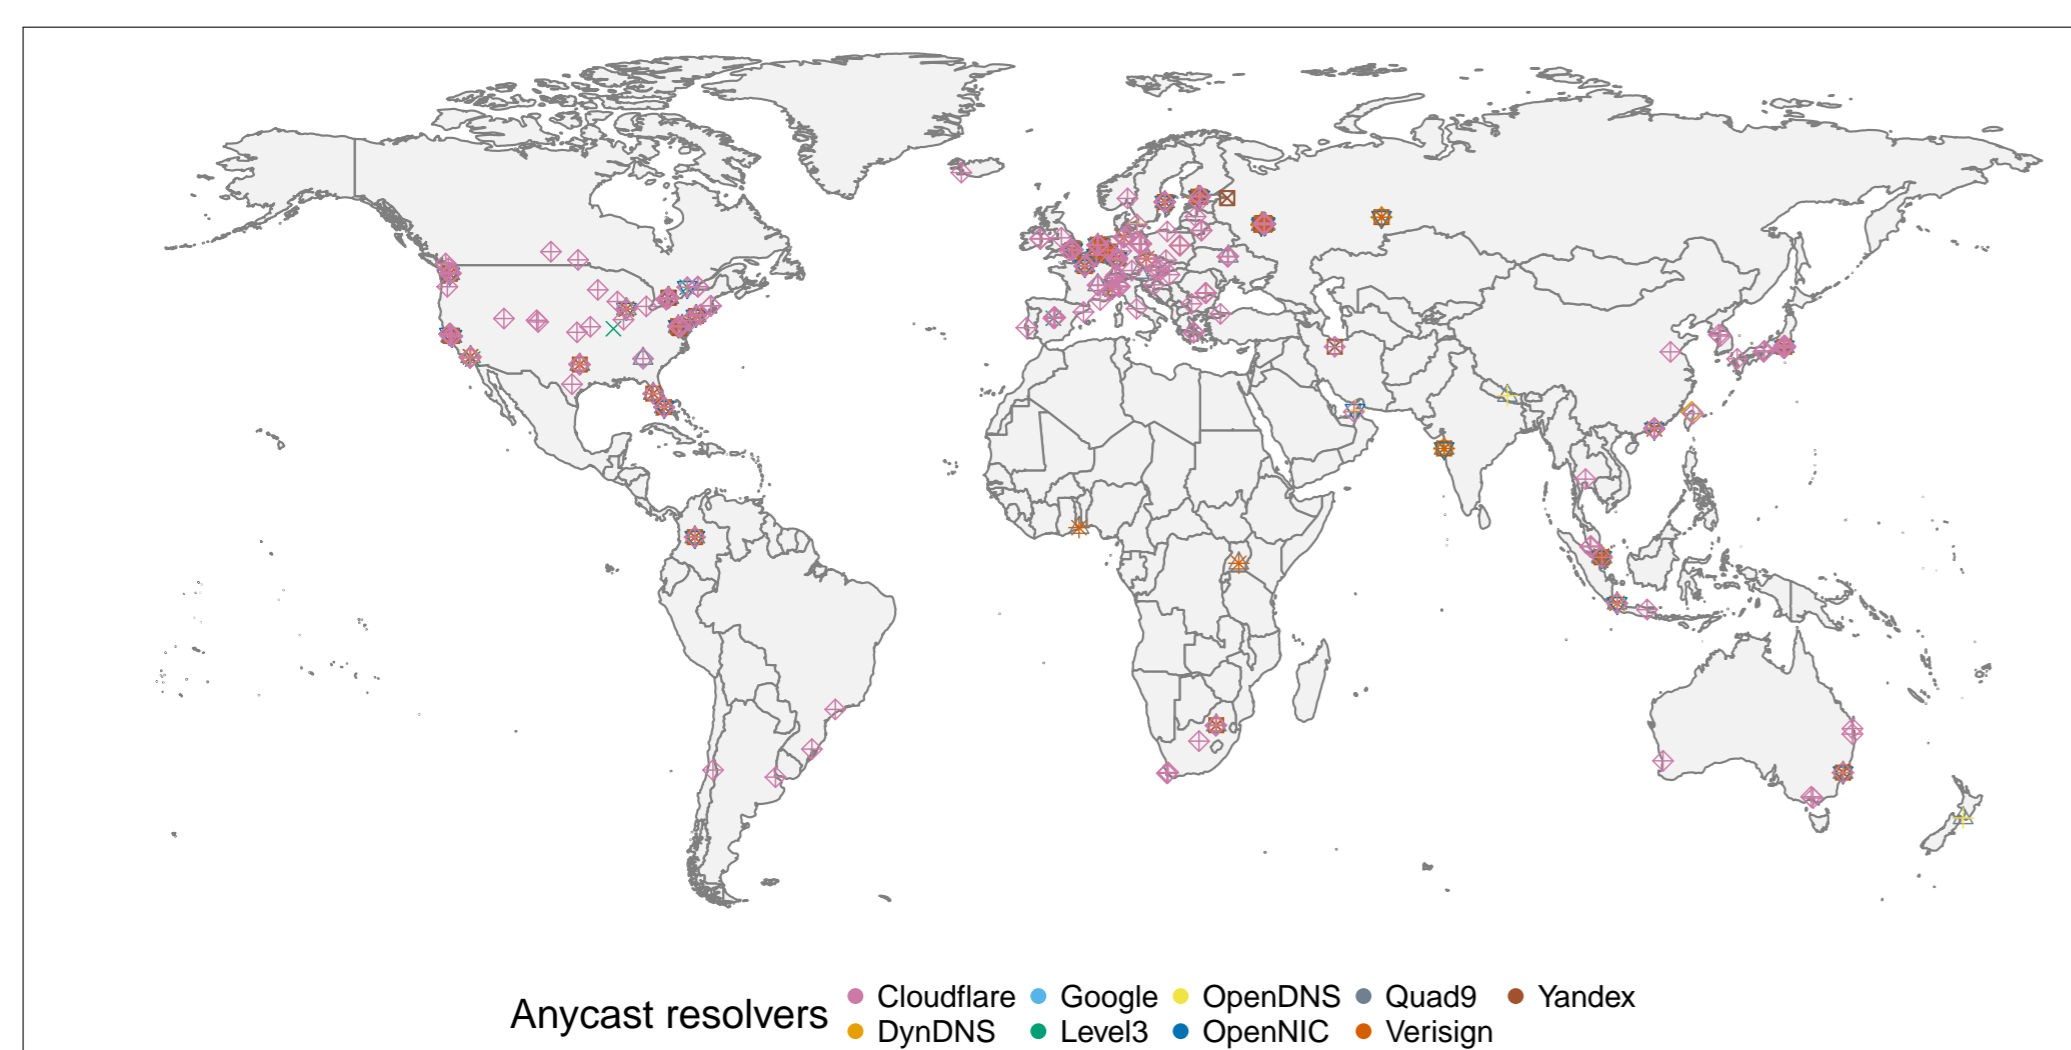 Anycast resolvers
Cloudflare Google OpenDNS Quad9 Yandex
DynDNS Level3 OpenNIC Verisign